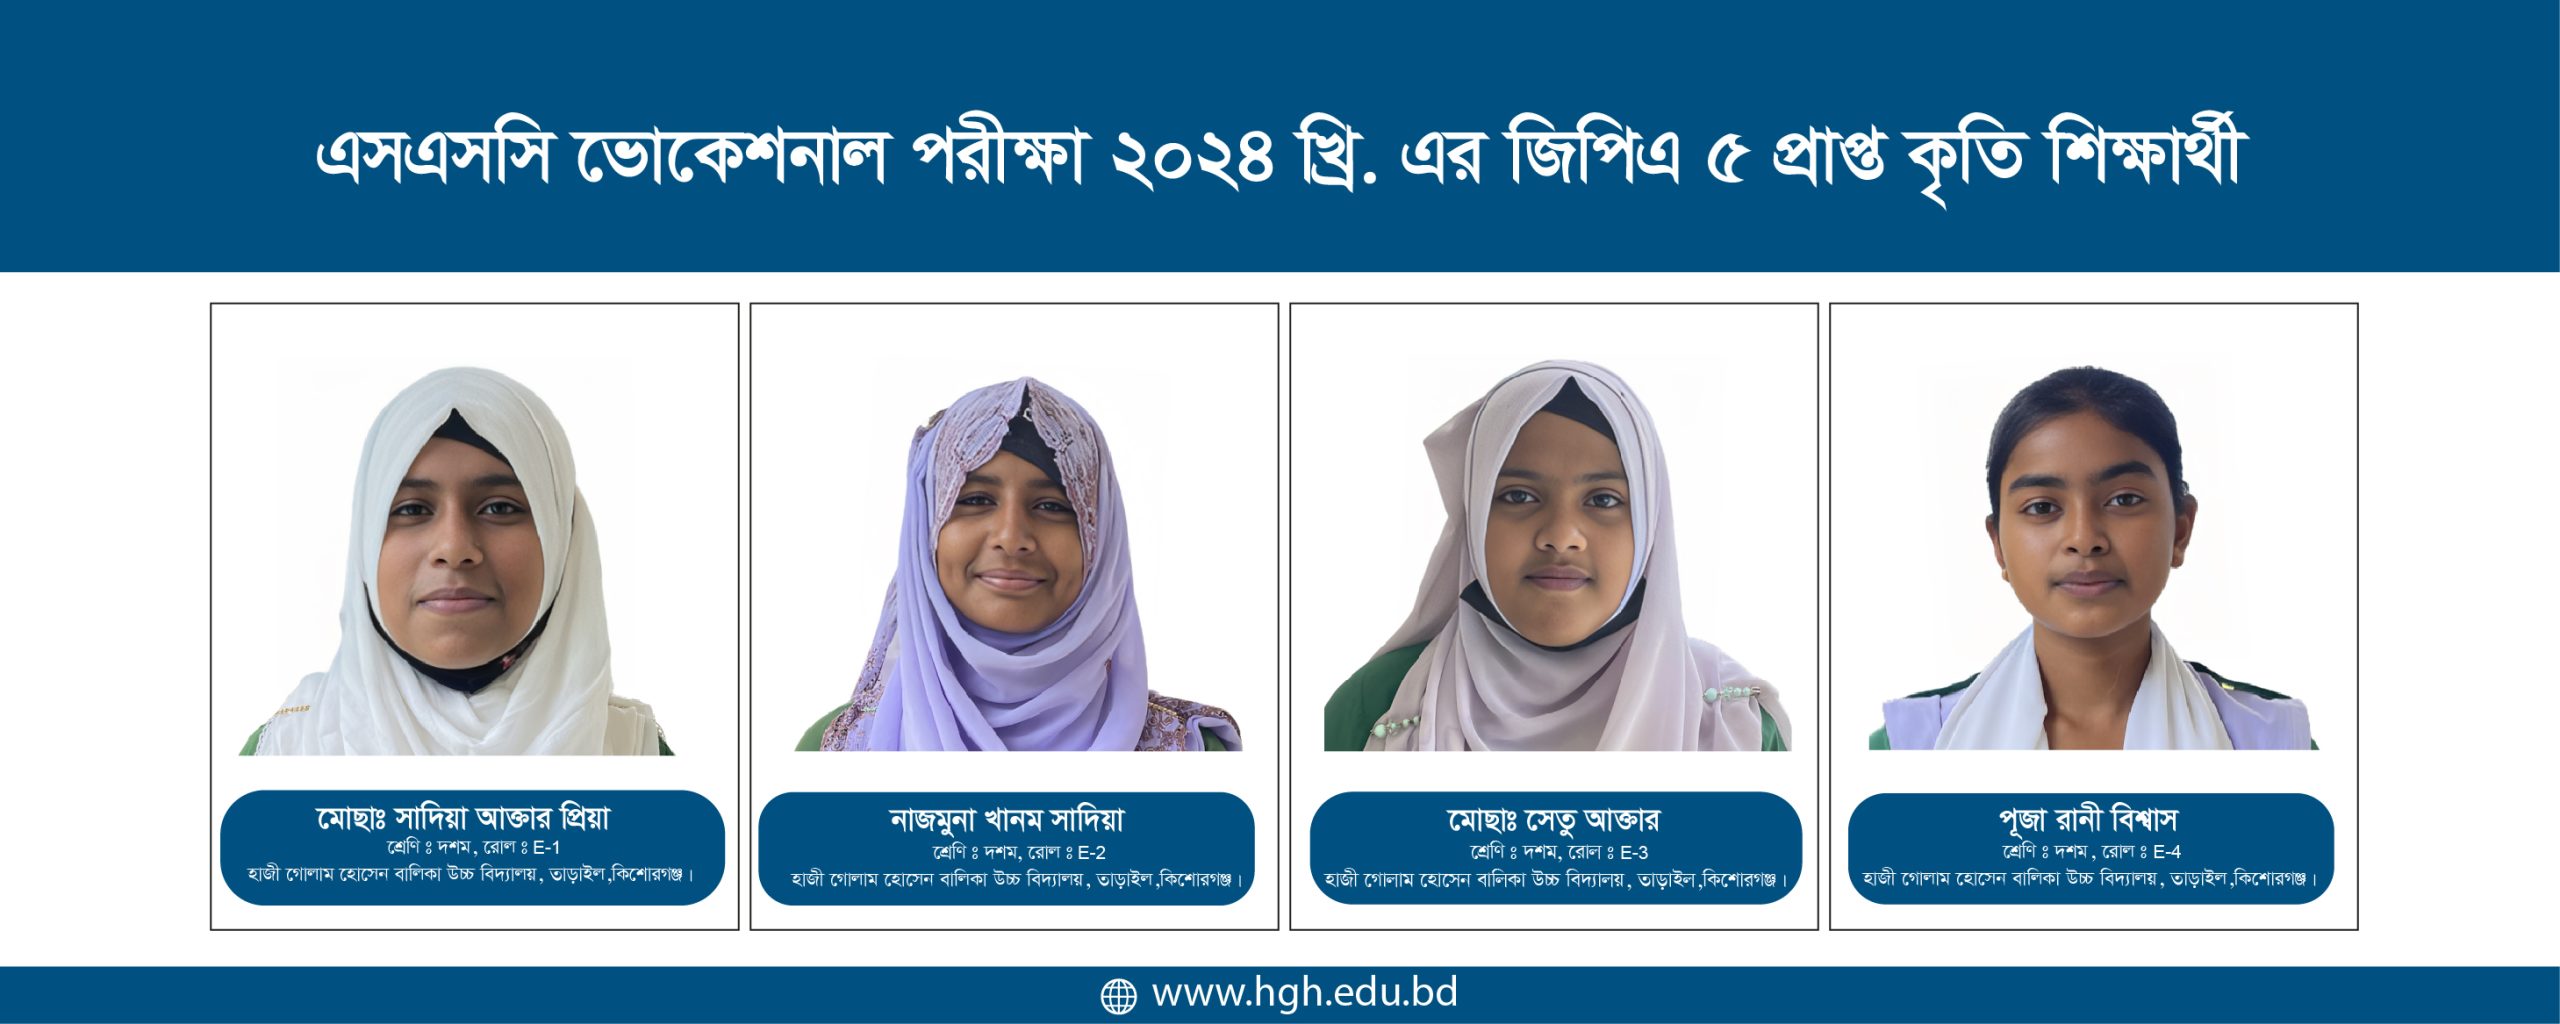 এসএসসি ভোকেশনাল পরীক্ষা ২০২৪ খ্রি. এর জিপিএ ৫ প্রাপ্ত কৃতি শিক্ষার্থী
মোছাঃ সাদিয়া আক্তার প্রিয়া
শ্রেণি ঃ দশম, রোল ঃ E-1
হাজী গোলাম হোসেন বালিকা উচ্চ বিদ্যালয়, তাড়াইল,কিশোরগঞ্জ।
নাজমুনা খানম সাদিয়া
শ্রেণি ঃ দশম, রোল ঃ E-2
হাজী গোলাম হোসেন বালিকা উচ্চ বিদ্যালয়, তাড়াইল,কিশোরগঞ্জ।
মোছাঃ সেতু আক্তার
শ্রেণি ঃ দশম, রোল ঃ E-3
হাজী গোলাম হোসেন বালিকা উচ্চ বিদ্যালয়, তাড়াইল,কিশোরগঞ্জ।
পূজা রানী বিশ্বাস
শ্রেণি ঃ দশম, রোল ঃ E-4
হাজী গোলাম হোসেন বালিকা উচ্চ বিদ্যালয়, তাড়াইল,কিশোরগঞ্জ।
www.hgh.edu.bd